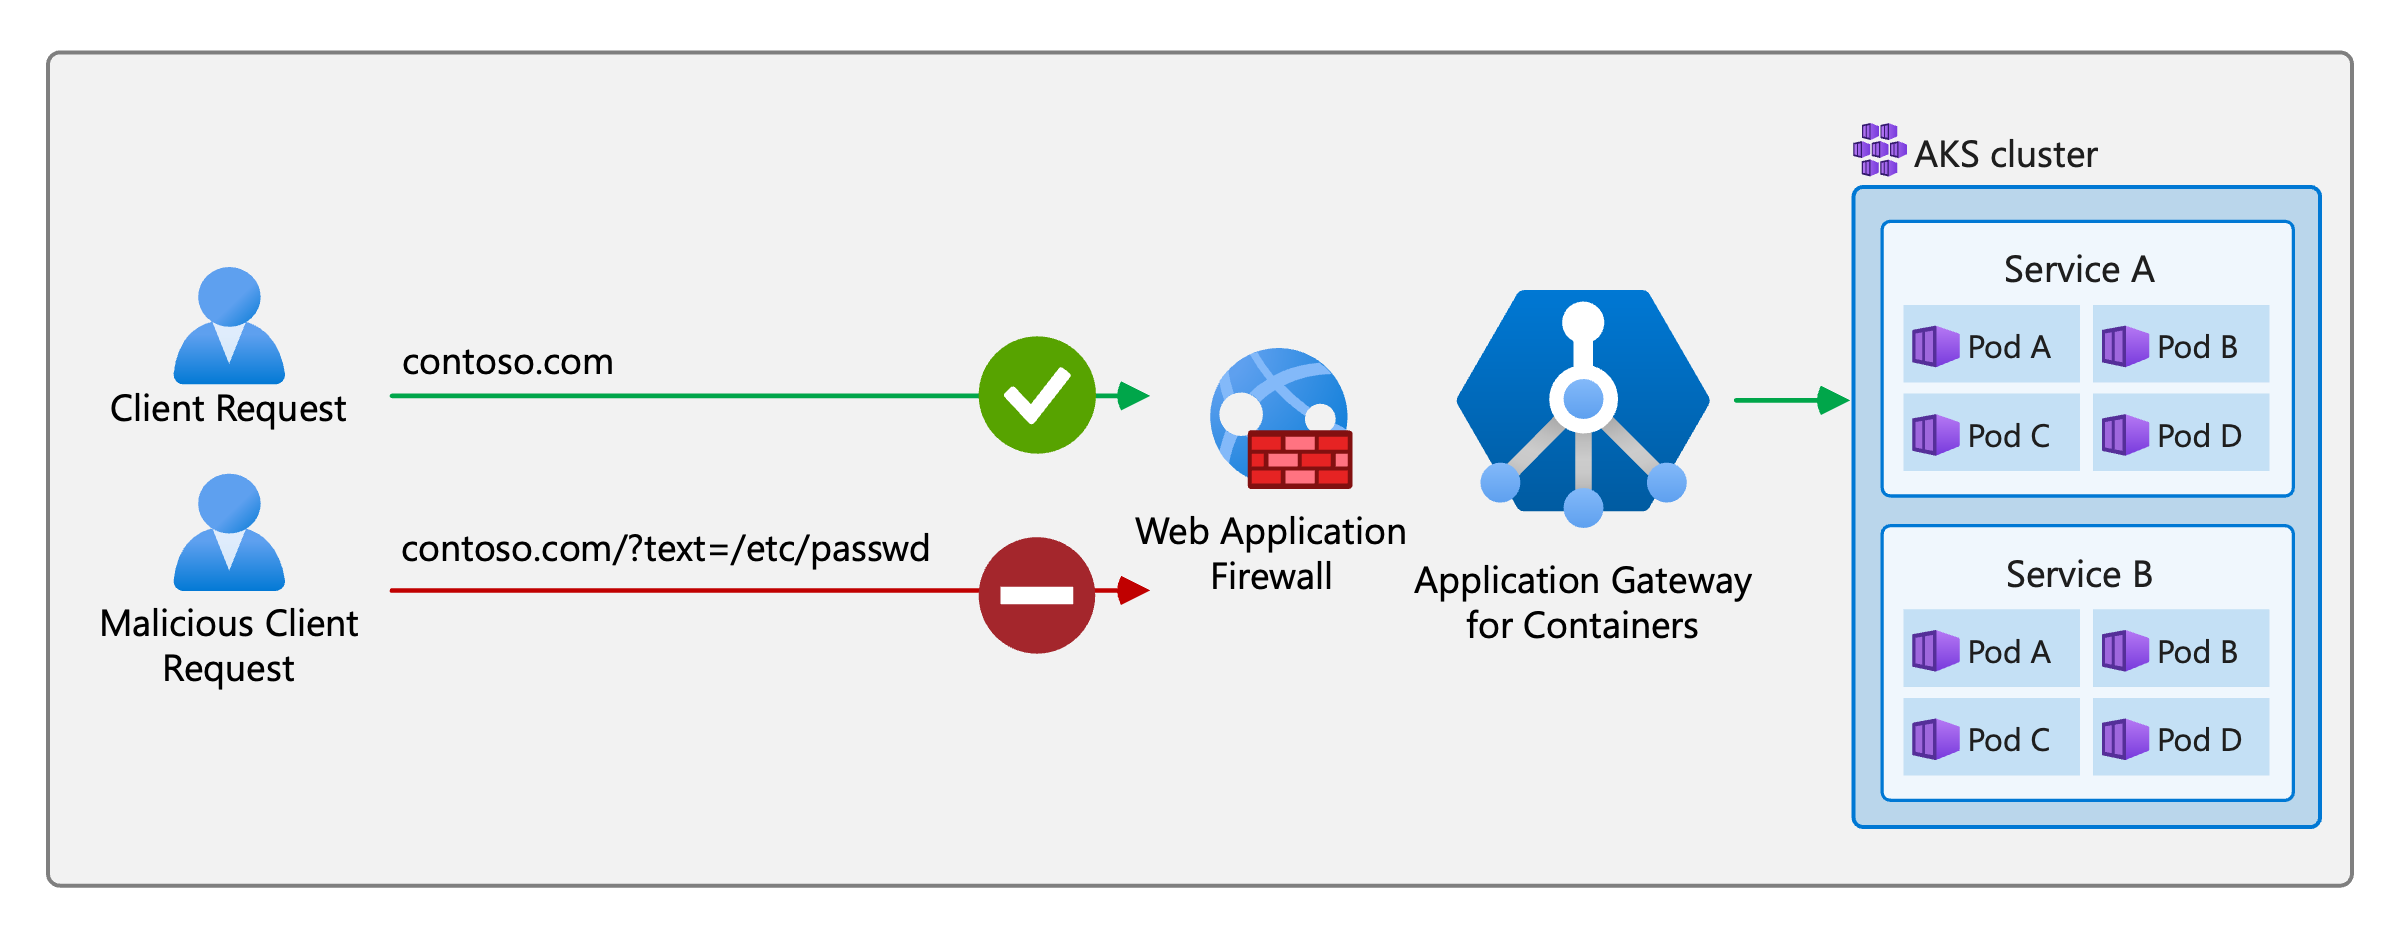 AKS cluster
Service A
Pod A
Pod B
Pod C
Pod D
contoso.com
Client Request
contoso.com/?text=/etc/passwd
Malicious Client
Request
Web Application
Firewall
Application Gateway
for Containers
Service B
Pod A
Pod B
Pod C
Pod D